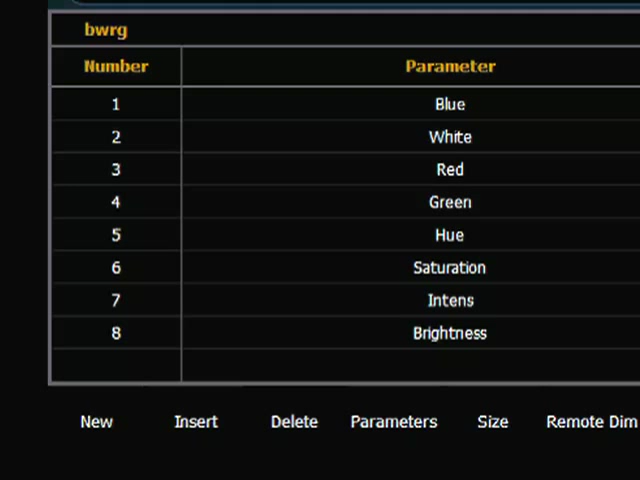 bwrg
Number Parameter
1 Blue
2 White
3 Red
4 Green
5 Hue
6 Saturation
7 Intens
8 Brightness
New Insert Delete Parameters Size Remote Dim